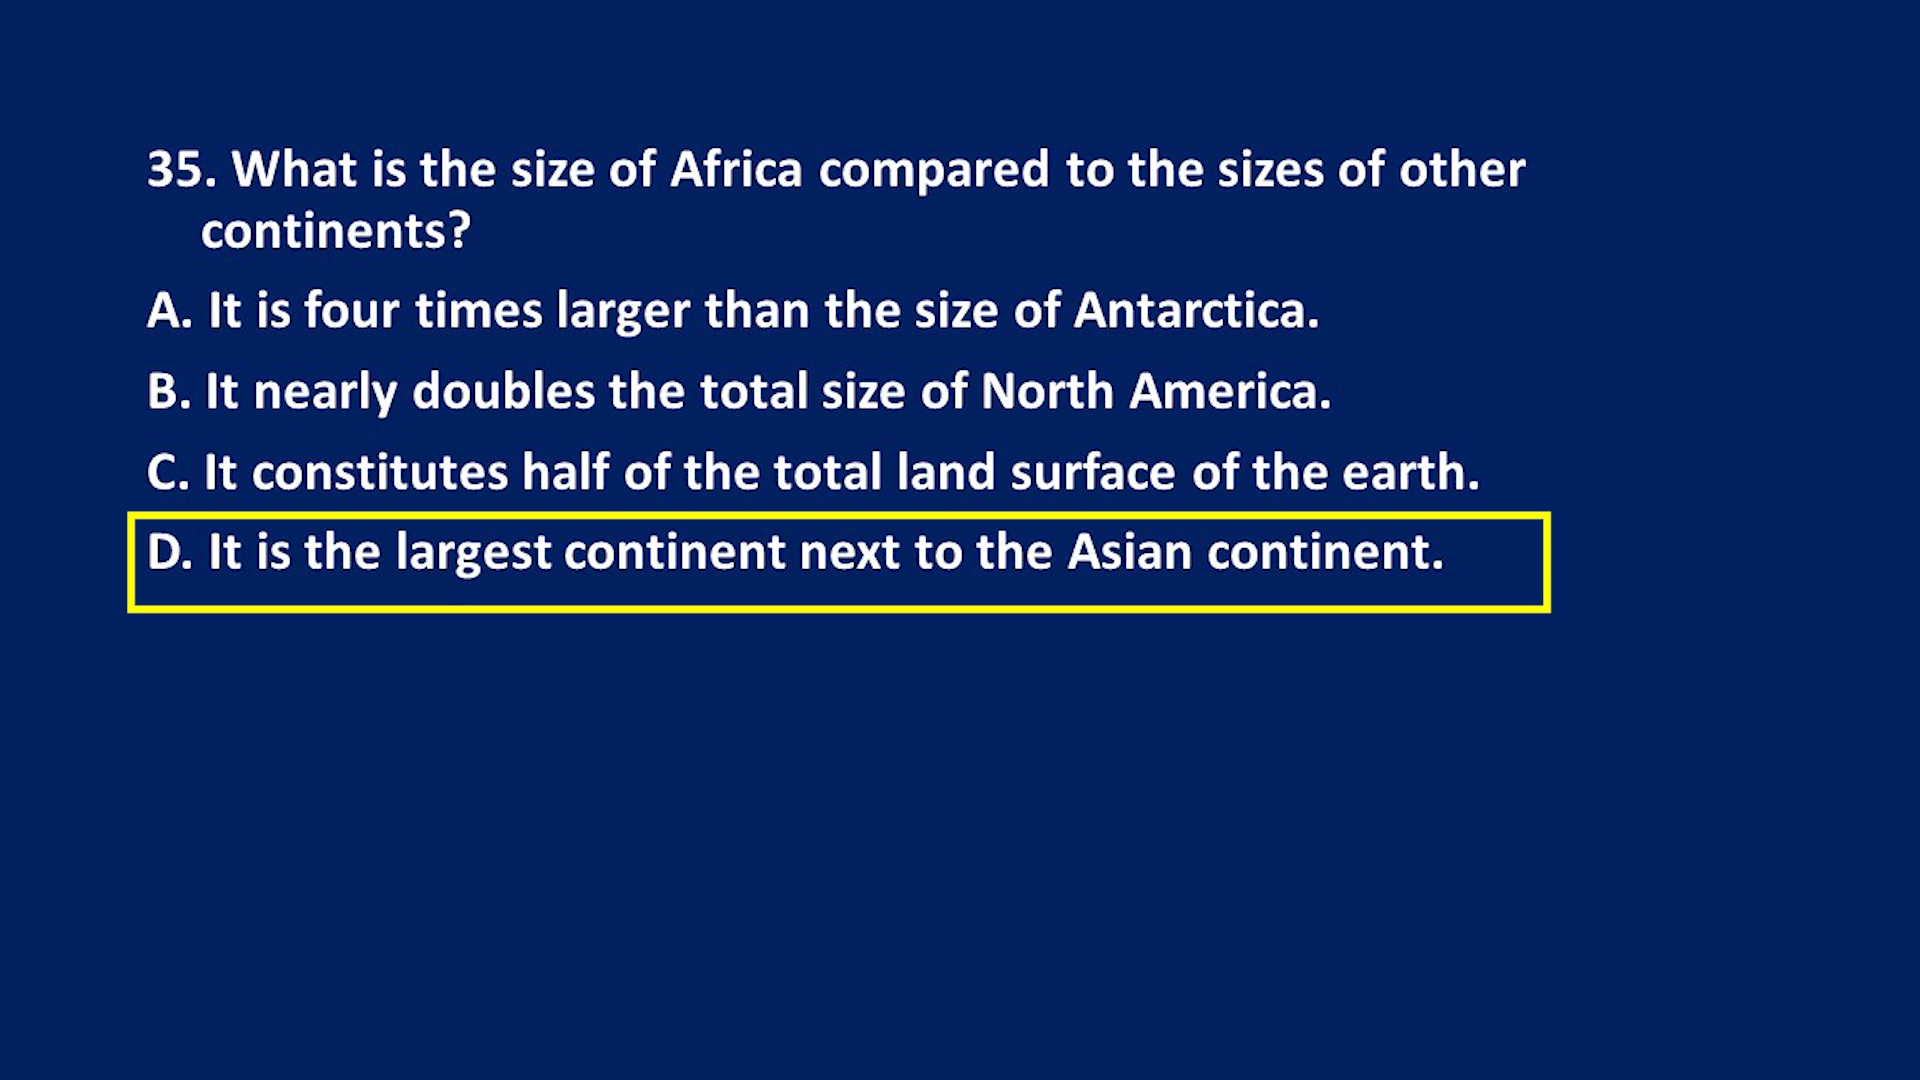 35. What is the size of Africa compared to the sizes of other
continents?
A. It is four times larger than the size of Antarctica.
B. It nearly doubles the total size of North America.
C. It constitutes half of the total land surface of the earth.
D. It is the largest continent next to the Asian continent.